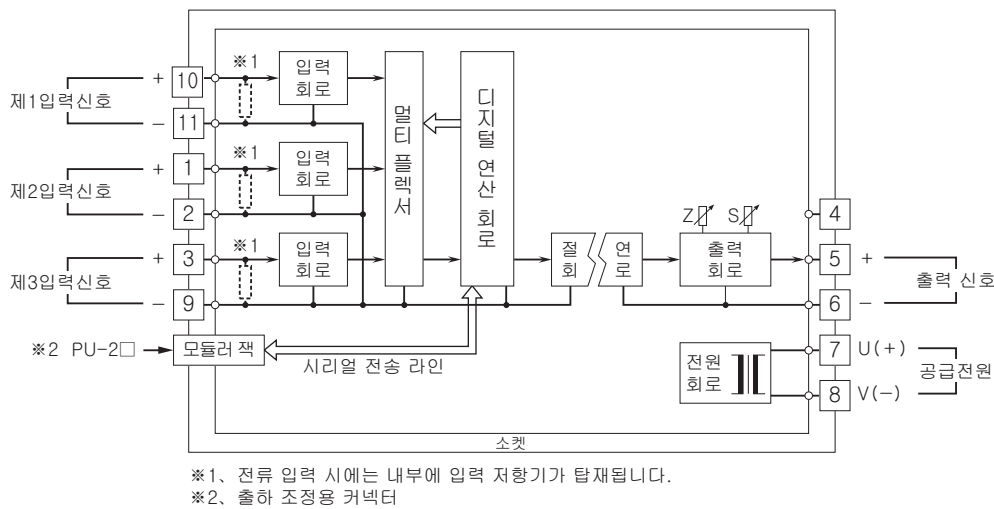 ※1
입력
회로
제1입력신호
+
10
−
11
멀티 플렉서
디지털 연산 회로
※1
입력
회로
제2입력신호
+
1
−
2
※1
입력
회로
제3입력신호
+
3
−
9
절 연
회 로
Z
S
출력
회로
4
5
+
6
−
출력 신호
※2 PU-2□
모듈러 잭
시리얼 전송 라인
전원
회로
7
U(+)
8
V(−)
공급전원
소켓
※1、전류 입력 시에는 내부에 입력 저항기가 탑재됩니다.
※2、출하 조정용 커넥터